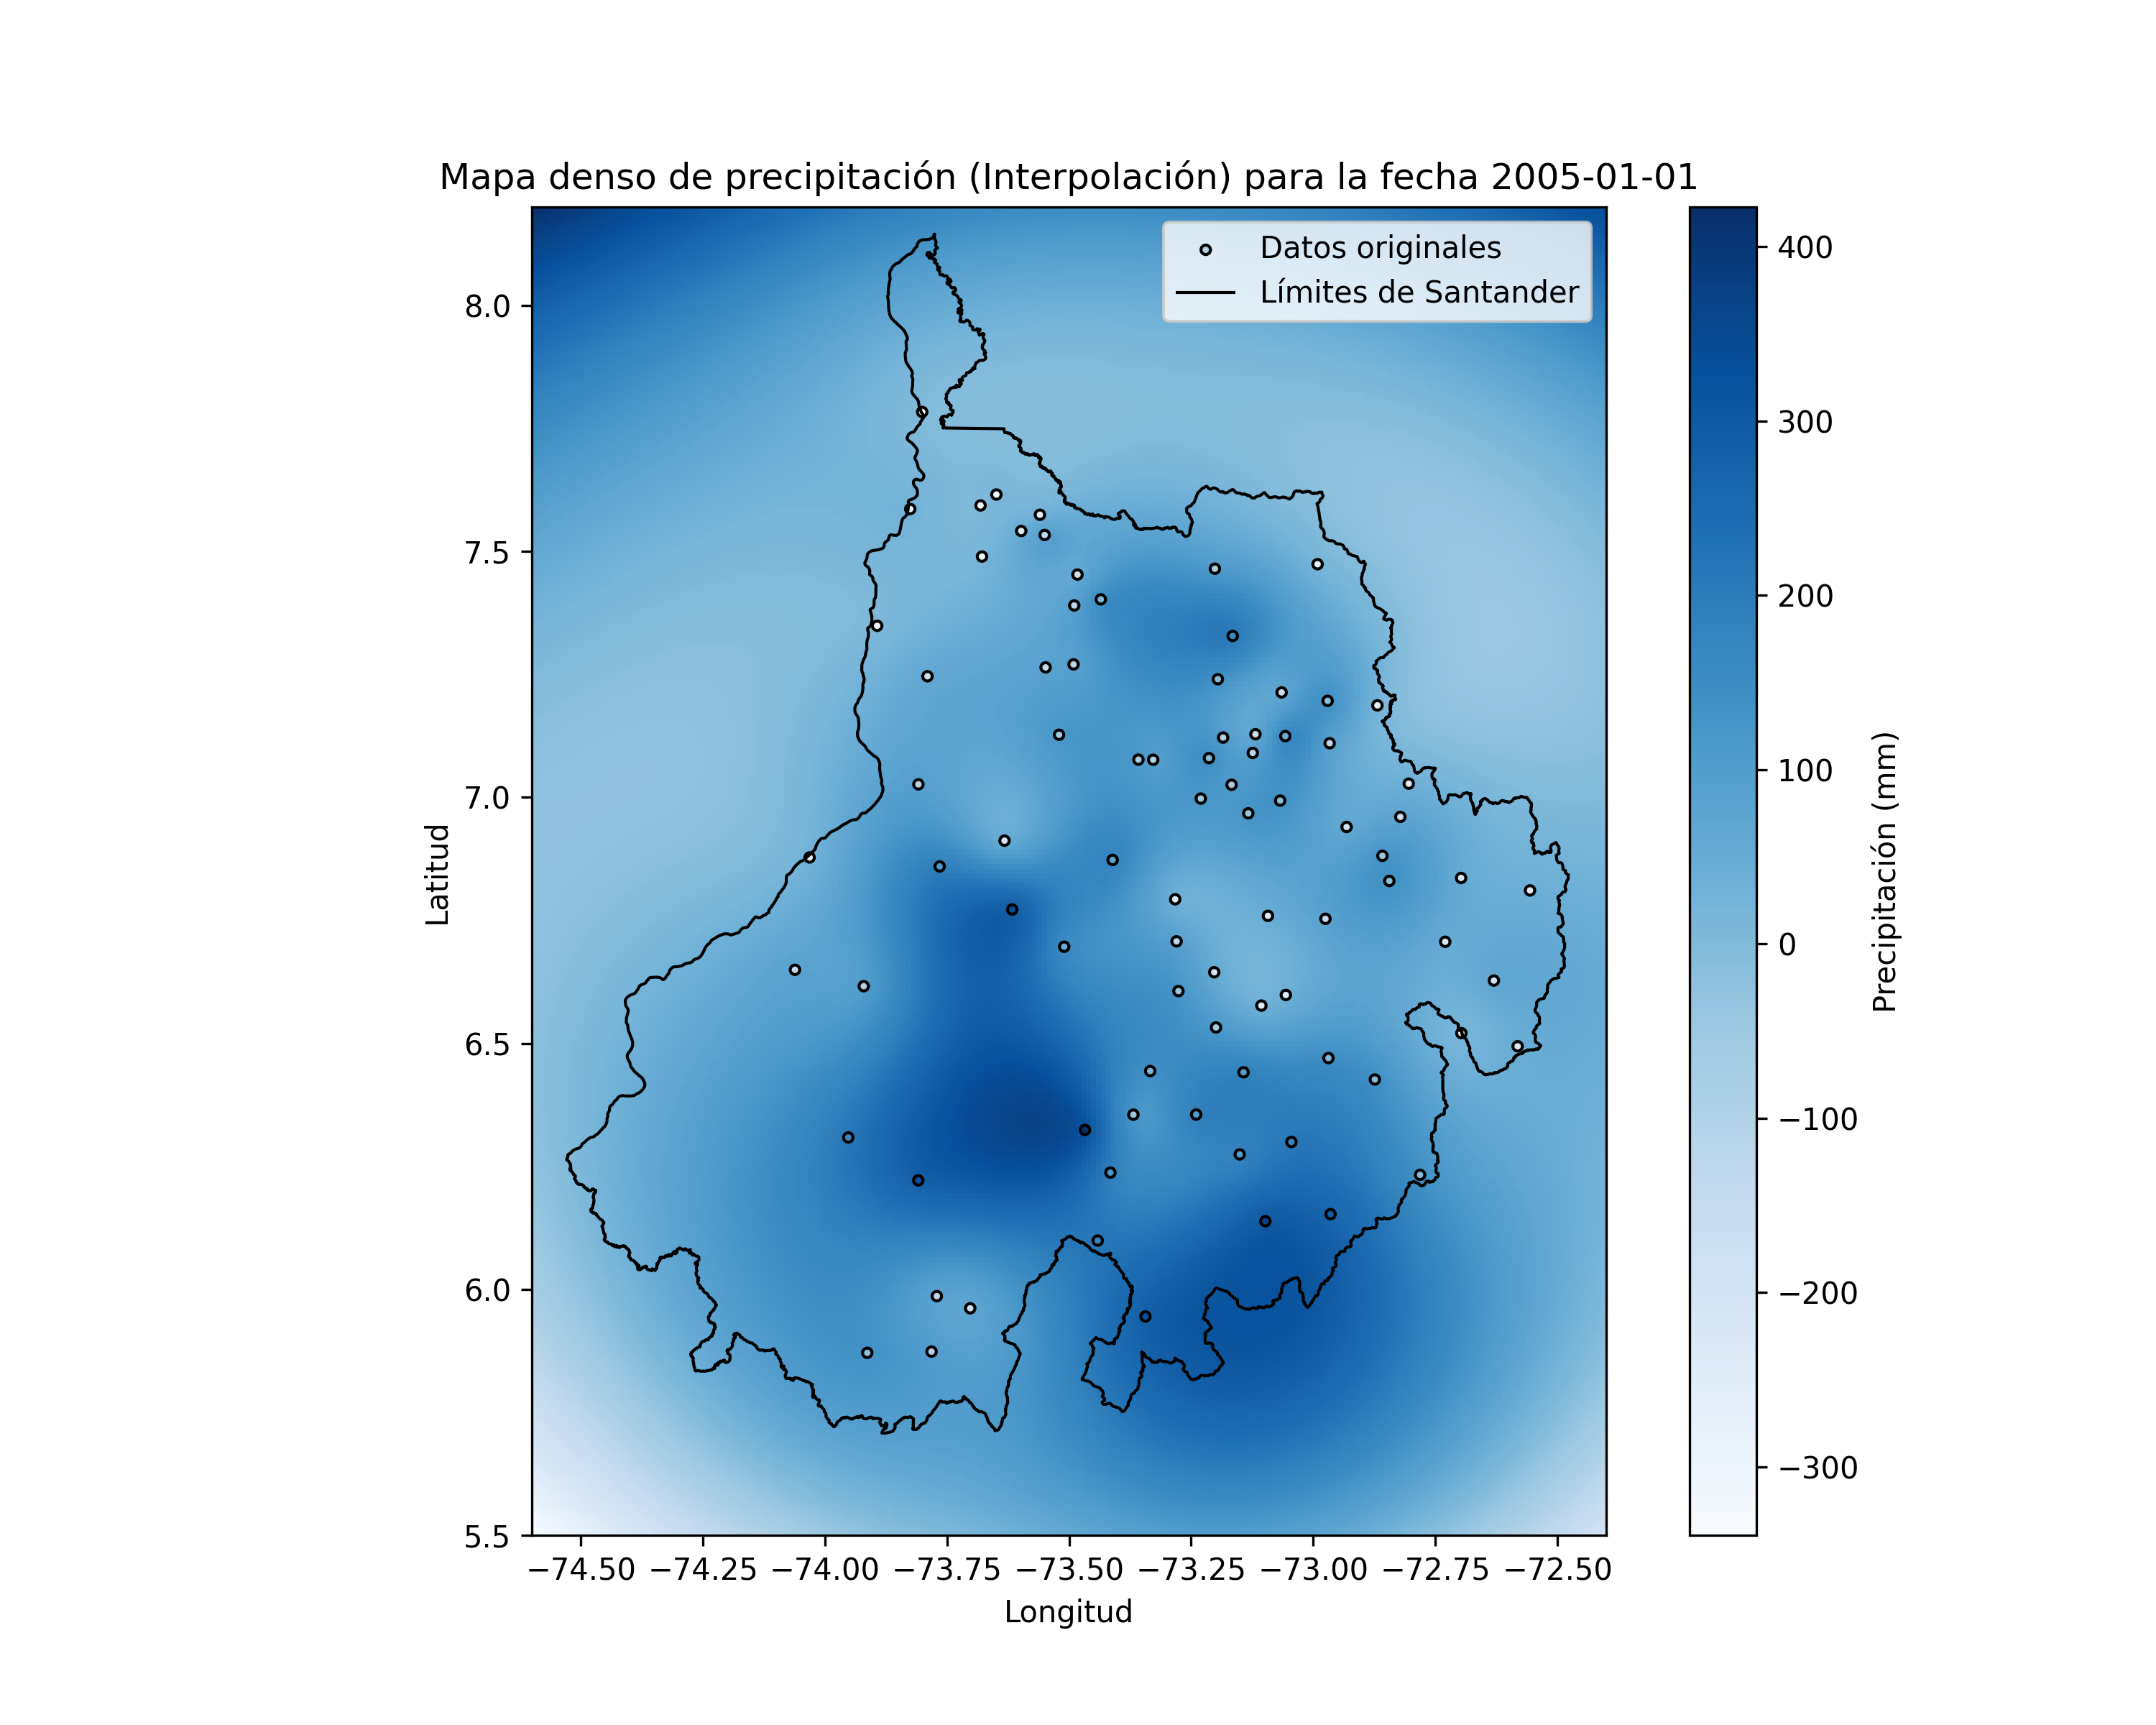 Mapa denso de precipitación (Interpolación) para la fecha 2005-01-01
Datos originales
Límites de Santander
8.0
7.5
7.0
6.5
6.0
5.5
Latitud
−74.50 −74.25 −74.00 −73.75 −73.50 −73.25 −73.00 −72.75 −72.50
Longitud
400
300
200
100
0
−100
−200
−300
Precipitación (mm)